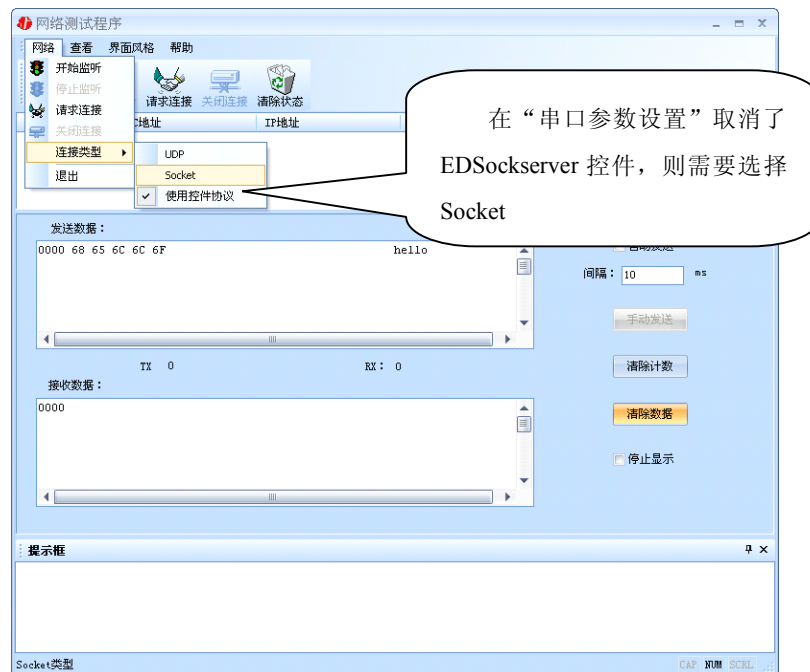 网络测试程序
网络 查看 界面风格 帮助
开始监听
停止监听
请求连接
关闭连接
连接类型
退出
UDP
Socket
使用控件协议
请求连接 关闭连接 清除状态
C地址 IP地址
在“串口参数设置”取消了
EDSockserver 控件，则需要选择
Socket
发送数据：
0000 68 65 6C 6C 6F hello
自动发送
间隔： 10 ms
手动发送
TX 0 RX: 0
清除计数
接收数据：
0000
清除数据
停止显示
提示框
Socket类型 CAP NUM SCRL